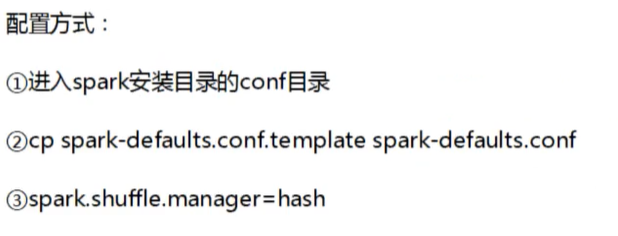 配置方式：
①进入spark安装目录的conf目录
②cp spark-defaults.conf.template spark-defaults.conf
③spark.shuffle.manager=hash